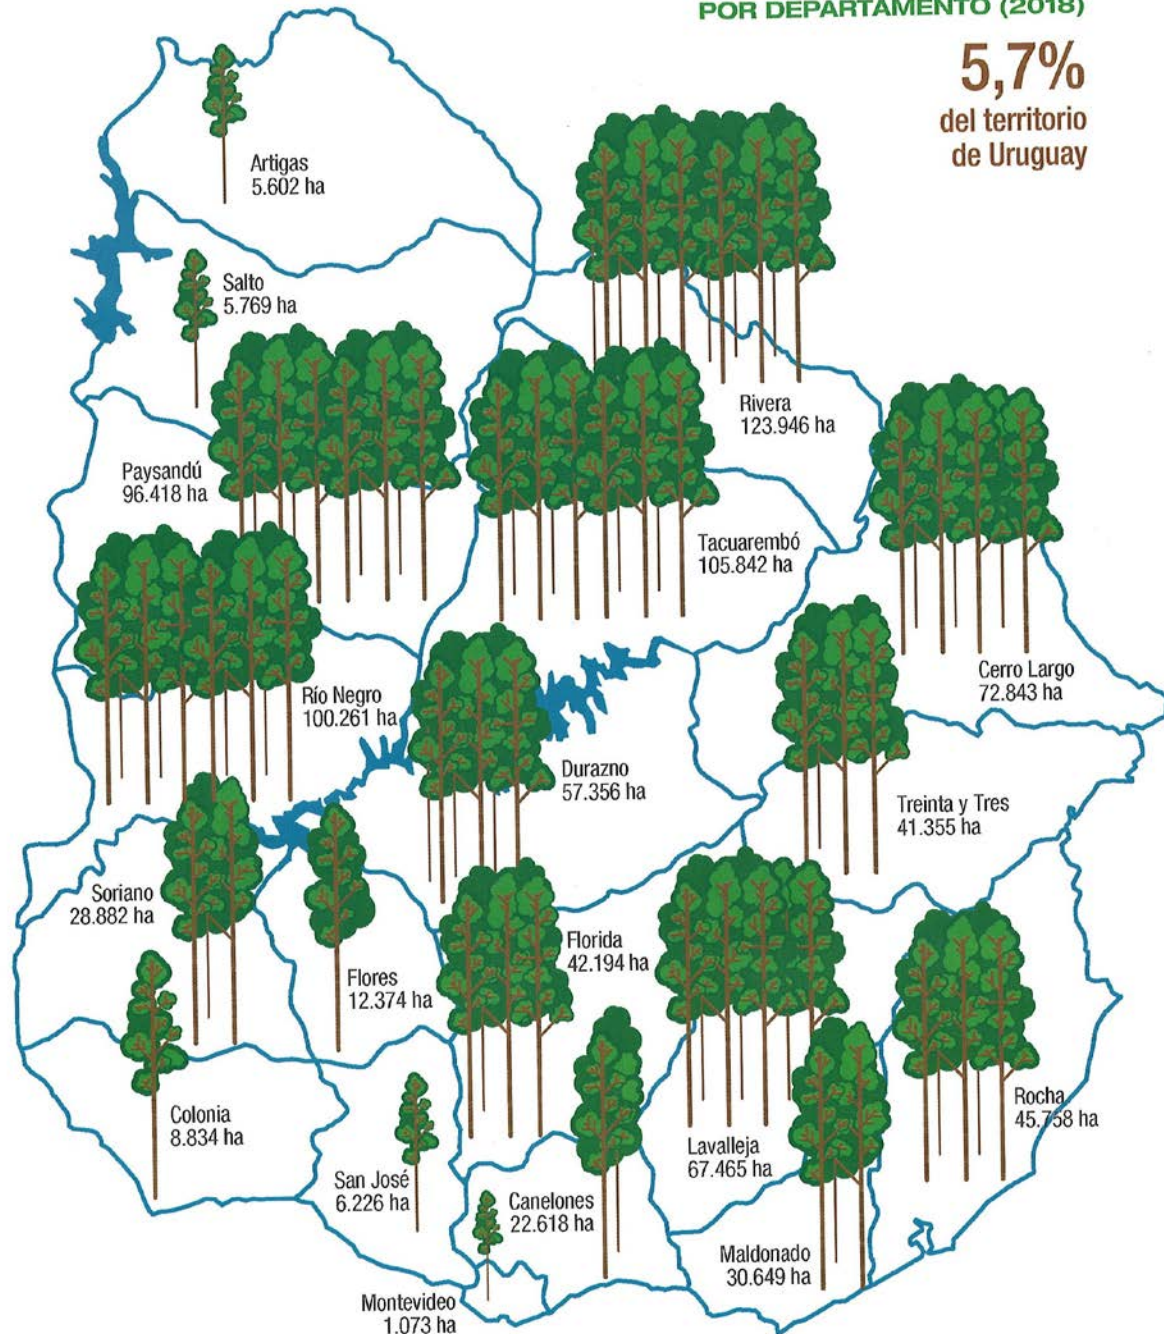 POR DEPARTAMENTO (2018)
5,7%
del territorio
de Uruguay
Artigas
5.602 ha
Salto
5.769 ha
Rivera
123.946 ha
Paysandú
96.418 ha
Tacuarembó
105.842 ha
Cerro Largo
72.843 ha
Río Negro
100.261 ha
Durazno
57.356 ha
Treinta y Tres
41.355 ha
Soriano
28.882 ha
Florida
42.194 ha
Flores
12.374 ha
Rocha
45.758 ha
Colonia
8.834 ha
Lavalleja
67.465 ha
San José
6.226 ha
Canelones
22.618 ha
Maldonado
30.649 ha
Montevideo
1.073 ha